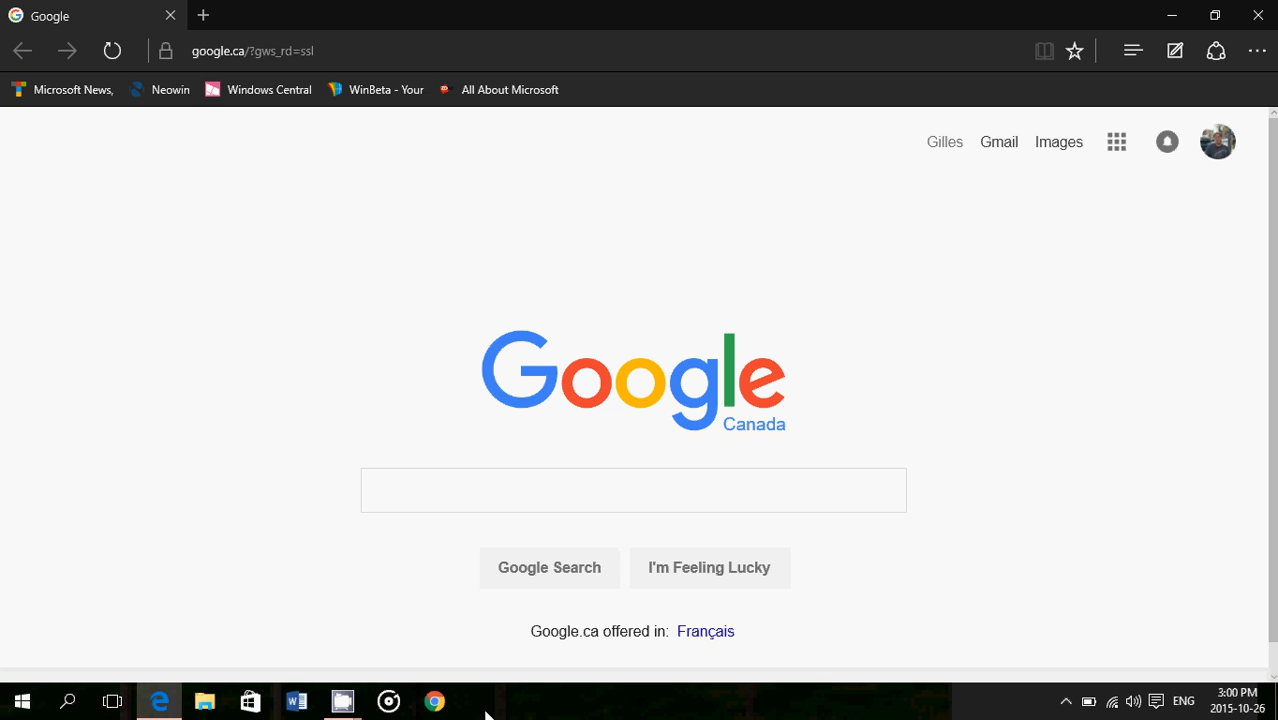 Google
google.ca/?gws_rd=ssl
Microsoft News,
Neowin
Windows Central
WinBeta - Your
All About Microsoft
Gilles
Gmail
Images
Google
Canada
Google Search
I'm Feeling Lucky
Google.ca offered in: Français
ENG
3:00 PM
2015-10-26